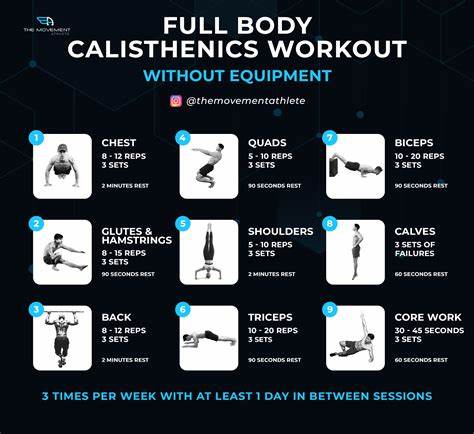 THE MOVEMENT
ATHLETE
FULL BODY
CALISTHENICS WORKOUT
WITHOUT EQUIPMENT
@themovementathlete
1
CHEST
8 - 12 REPS
3 SETS
2 MINUTES REST
2
GLUTES &
HAMSTRINGS
8 - 15 REPS
3 SETS
90 SECONDS REST
3
BACK
8 - 12 REPS
3 SETS
2 MINUTES REST
4
QUADS
5 - 10 REPS
3 SETS
90 SECONDS REST
5
SHOULDERS
5 - 10 REPS
3 SETS
2 MINUTES REST
6
TRICEPS
10 - 20 REPS
3 SETS
90 SECONDS REST
7
BICEPS
10 - 20 REPS
3 SETS
90 SECONDS REST
8
CALVES
3 SETS OF
FAILURES
60 SECONDS REST
9
CORE WORK
30 - 45 SECONDS
3 SETS
60 SECONDS REST
3 TIMES PER WEEK WITH AT LEAST 1 DAY IN BETWEEN SESSIONS